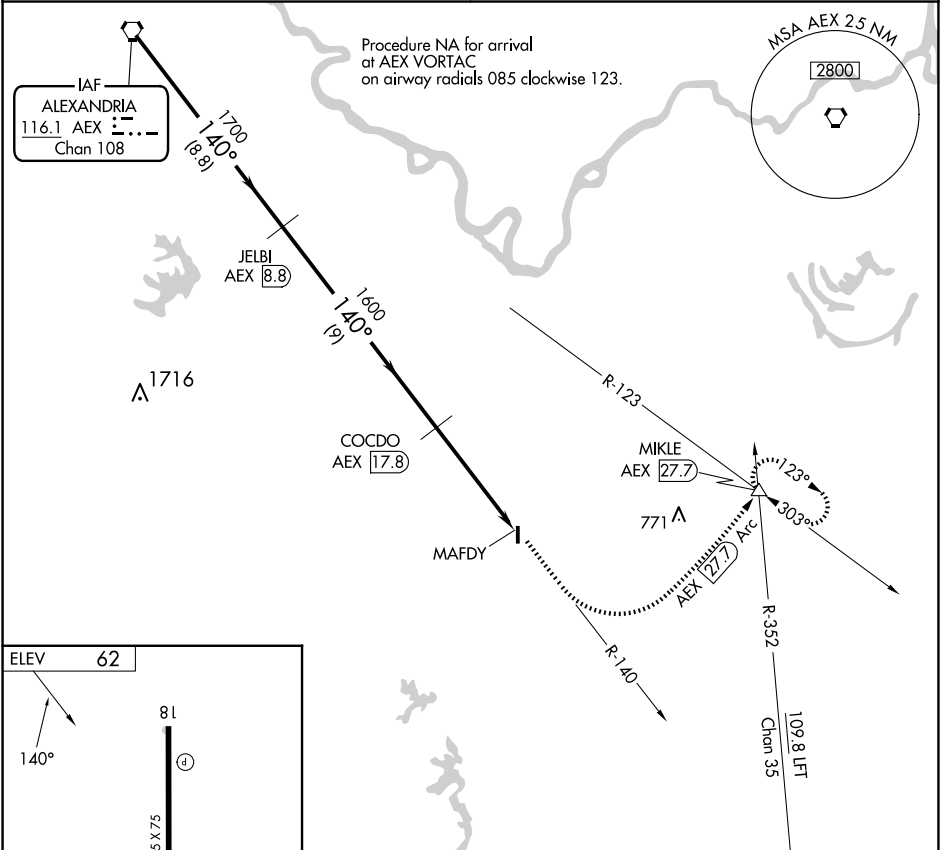 Procedure NA for arrival
at AEX VORTAC
on airway radials 085 clockwise 123.
MSA AEX 25 NM
2800
IAF
ALEXANDRIA
116.1 AEX
Chan 108
1700
140°
(8.8)
JELBI
AEX 8.8
1600
140°
(9)
1716
R-123
COCDO
AEX 17.8
MIKLE
AEX 27.7
123°
303°
771
MAFDY
AEX 27.7 Arc
R-352
R-140
109.8 LFT
Chan 35
ELEV 62
140°
18
P
5 X 75